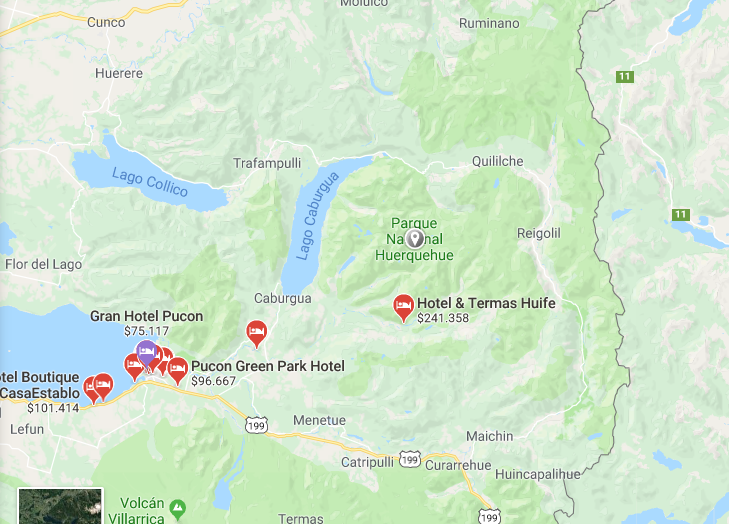 Molulco
Cunco
Ruminano
Huerere
11
Trafampulli
Quililche
Lago Collico
Lago Caburgua
11
Parque
Nacional
Huerquehue
Reigolil
Flor del Lago
Caburgua
Hotel & Termas Huife
$241.358
Gran Hotel Pucon
$75.117
Pucon Green Park Hotel
$96.667
Boutique
CasaEstablo
$101.414
Lefun
Menetue
199
Maichin
Catripulli
199
Curarrehue
Huincapalihue
Volcán
Villarrica
Termas
199